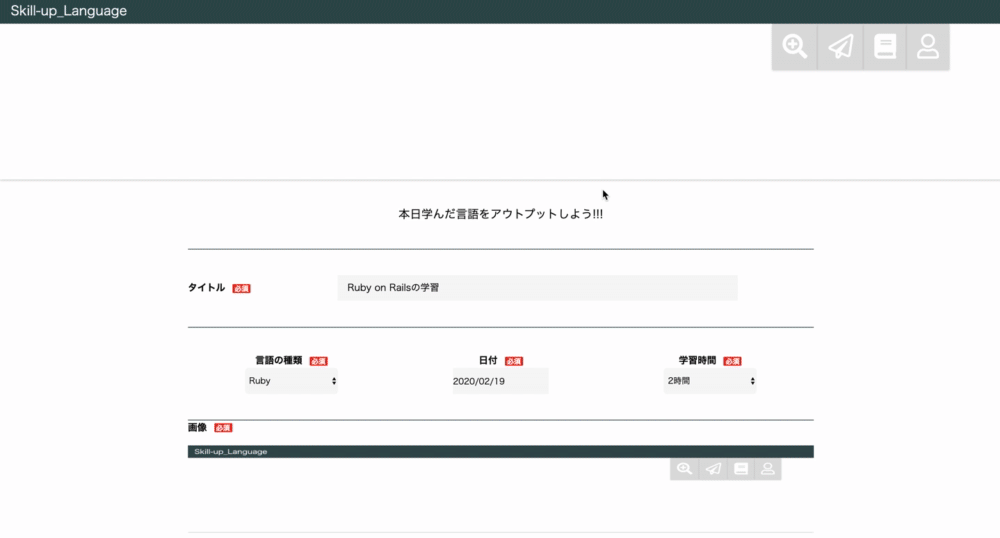 Skill-up_Language
本日学んだ言語をアウトプットしよう!!!
タイトル 必須 Ruby on Railsの学習
言語の種類 必須 日付 必須 学習時間 必須
Ruby 2020/02/19 2時間
画像 必須
Skill-up_Language